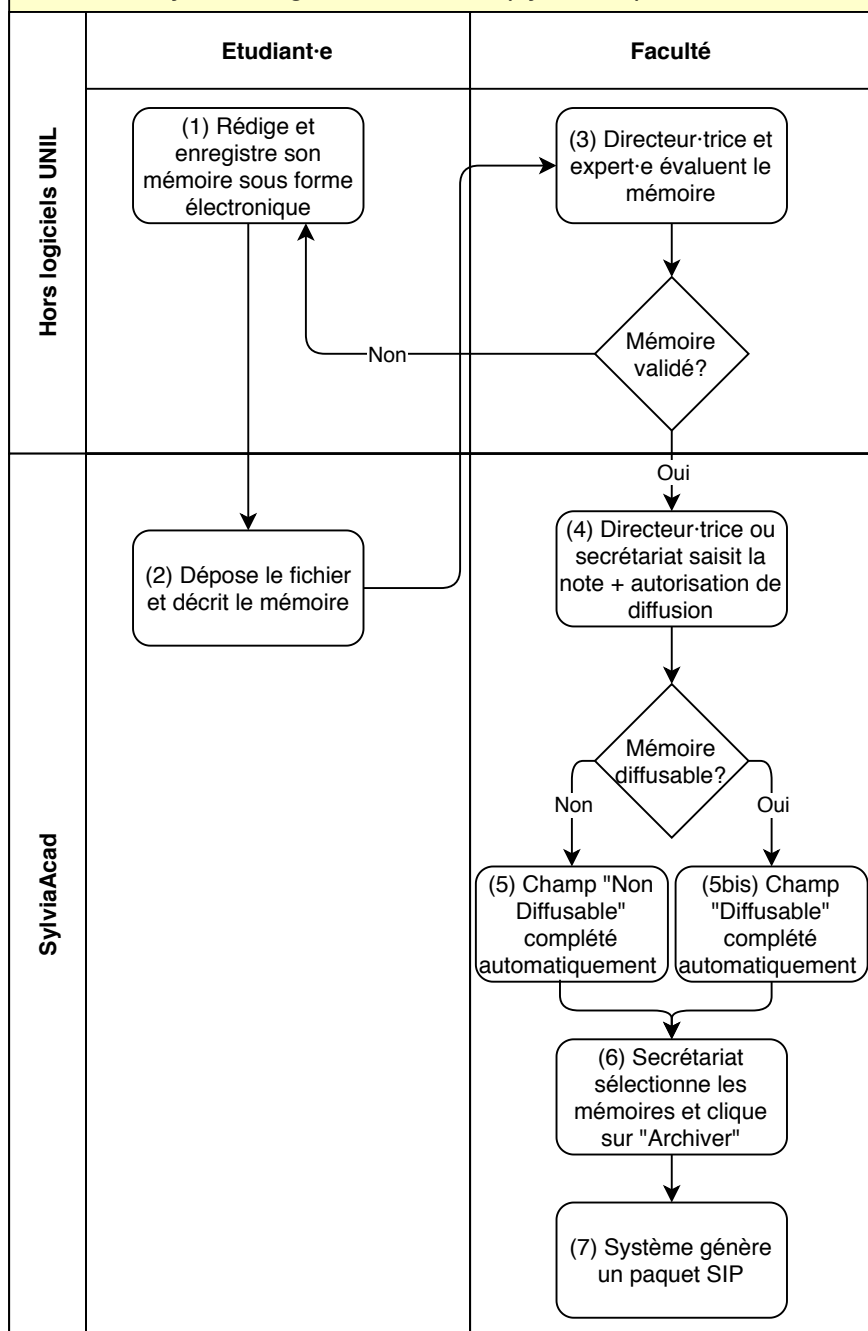 Etudiant·e
Faculté
Hors logiciels UNIL
(1) Rédige et
enregistre son
mémoire sous forme
électronique
(3) Directeur·trice et
expert·e évaluent le
mémoire
Mémoire
validé?
Non
Oui
SylviaAcad
(2) Dépose le fichier
et décrit le mémoire
(4) Directeur·trice ou
secrétariat saisit la
note + autorisation de
diffusion
Mémoire
diffusable?
Non
Oui
(5) Champ "Non
Diffusable"
complété
automatiquement
(5bis) Champ
"Diffusable"
complété
automatiquement
(6) Secrétariat
sélectionne les
mémoires et clique
sur "Archiver"
(7) Système génère
un paquet SIP